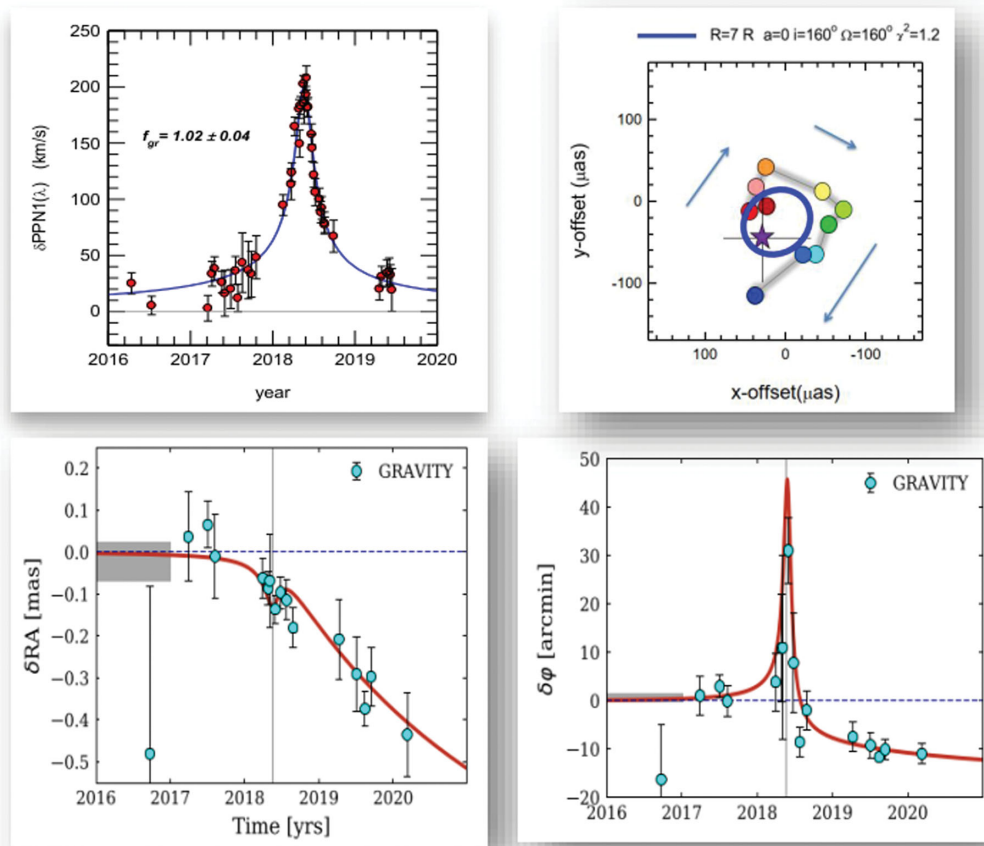 250
200
150
100
50
0
δPPN1(λ) (km/s)
f_gr= 1.02 ± 0.04
2016 2017 2018 2019 2020
year
R=7 R a=0 i=160° Ω=160° χ²=1.2
100
0
-100
y-offset (μas)
100 0 -100
x-offset(μas)
0.2
0.1
0.0
−0.1
−0.2
−0.3
−0.4
−0.5
δRA [mas]
GRAVITY
2016 2017 2018 2019 2020
Time [yrs]
50
40
30
20
10
0
−10
−20
δφ [arcmin]
GRAVITY
2016 2017 2018 2019 2020